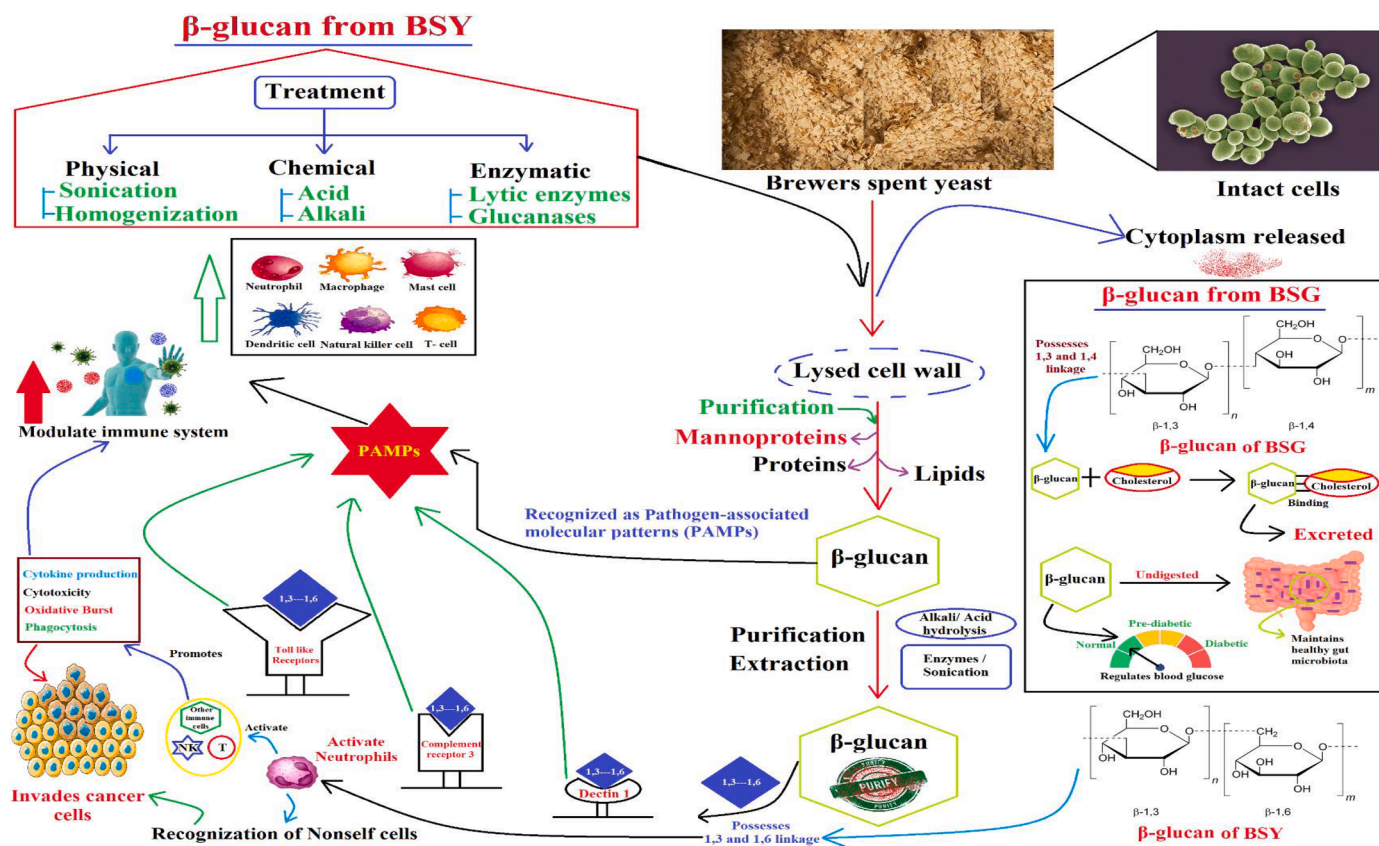 β-glucan from BSY
Treatment
Physical
Sonication
Homogenization
Chemical
Acid
Alkali
Enzymatic
Lytic enzymes
Glucanases
Brewers spent yeast
Intact cells
Cytoplasm released
Neutrophil
Macrophage
Mast cell
Dendritic cell
Natural killer cell
T- cell
Modulate immune system
PAMPs
Lysed cell wall
Purification
Mannoproteins
Proteins
Lipids
Recognized as Pathogen-associated
molecular patterns (PAMPs)
β-glucan
Purification
Extraction
Alkali/ Acid
hydrolysis
Enzymes /
Sonication
β-glucan
PURIFY
PURIFY
PURITY
1,3---1,6
Possesses
1,3 and 1,6 linkage
Cytokine production
Cytotoxicity
Oxidative Burst
Phagocytosis
Promotes
1,3---1,6
Toll like
Receptors
1,3---1,6
Complement
receptor 3
1,3---1,6
Dectin 1
Other
immune
cells
NK
T
Activate
Activate
Neutrophils
Invades cancer
cells
Recognization of Nonself cells
β-glucan from BSG
Possesses
1,3 and 1,4
linkage
CH₂OH
O
O
OH
HO
OH
n
CH₂OH
O
O
OH
HO
OH
m
β-1,3
β-1,4
β-glucan of BSG
β-glucan
+
Cholesterol
β-glucan
Cholesterol
Binding
Excreted
β-glucan
Undigested
Pre-diabetic
Normal
Diabetic
Regulates blood glucose
Maintains
healthy gut
microbiota
CH₂OH
O
O
HO
OH
n
CH₂
O
O
OH
HO
OH
m
β-1,3
β-1,6
β-glucan of BSY